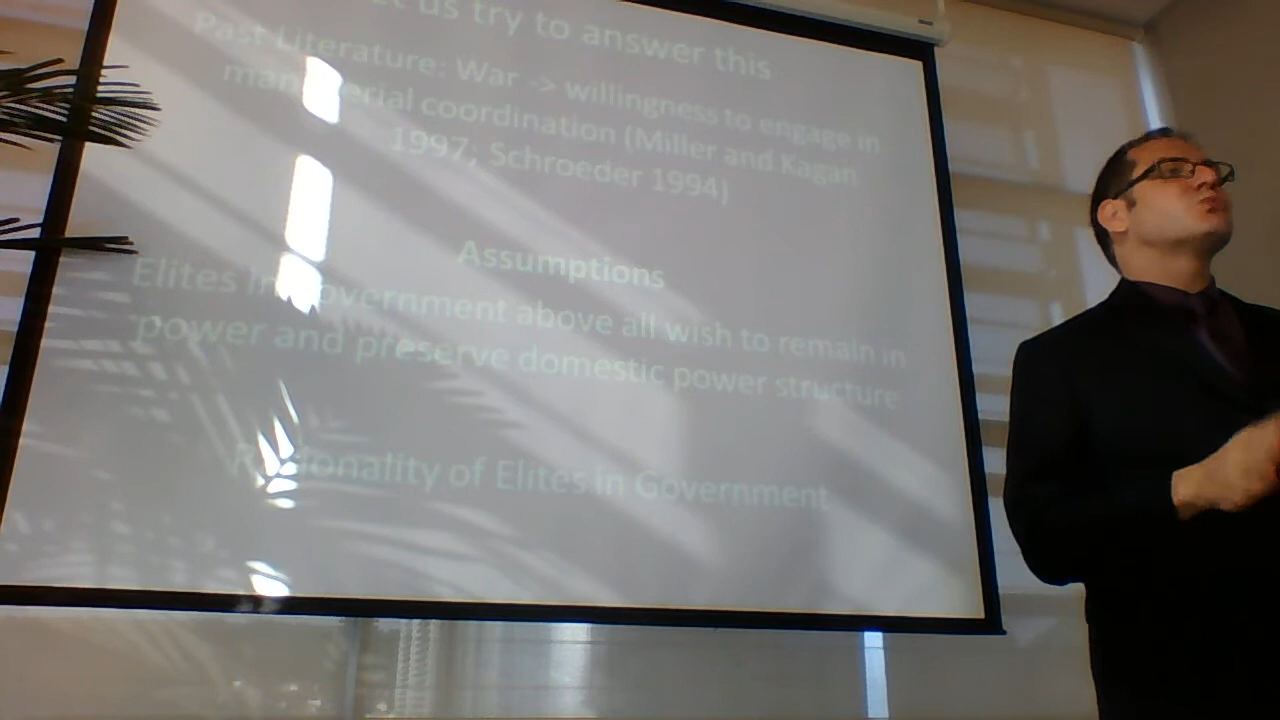 us try to answer this
Past Literature: War -> willingness to engage in
coordination (Miller and Kagan
1997, Schroeder 1994)
Assumptions
Elites in Government above all wish to remain in
power and preserve domestic power structure
Rationality of Elites in Government